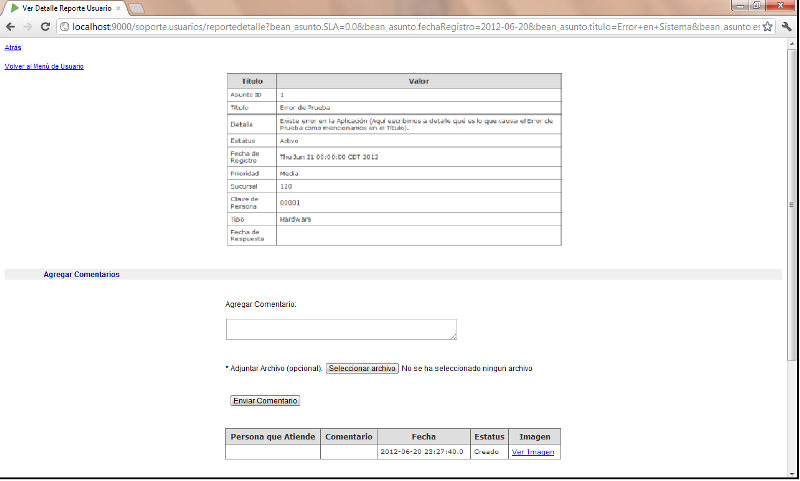 Ver Detalle Reporte Usuario
localhost:9000/soporte.usuarios/reportedetalle?bean_asunto.SLA=0.0&bean_asunto.fechaRegistro=2012-06-20&bean_asunto.titulo=Error+en+Sistema&bean_asunto.es
Atrás
Volver al Menú de Usuario
Título Valor
Asunto ID 1
Título Error de Prueba
Detalle Existe error en la Aplicación (Aquí escribimos a detalle qué es lo que causa el Error de
Prueba como mencionamos en el Título).
Estatus Activo
Fecha de
Registro Thu Jun 21 00:00:00 CDT 2012
Prioridad Media
Sucursal 120
Clave de
Persona 00001
Tipo Hardware
Fecha de
Respuesta
Agregar Comentarios
Agregar Comentario:
* Adjuntar Archivo (opcional): Seleccionar archivo No se ha seleccionado ningun archivo
Enviar Comentario
Persona que Atiende Comentario Fecha Estatus Imagen
2012-06-20 23:27:40.0 Creado Ver Imagen